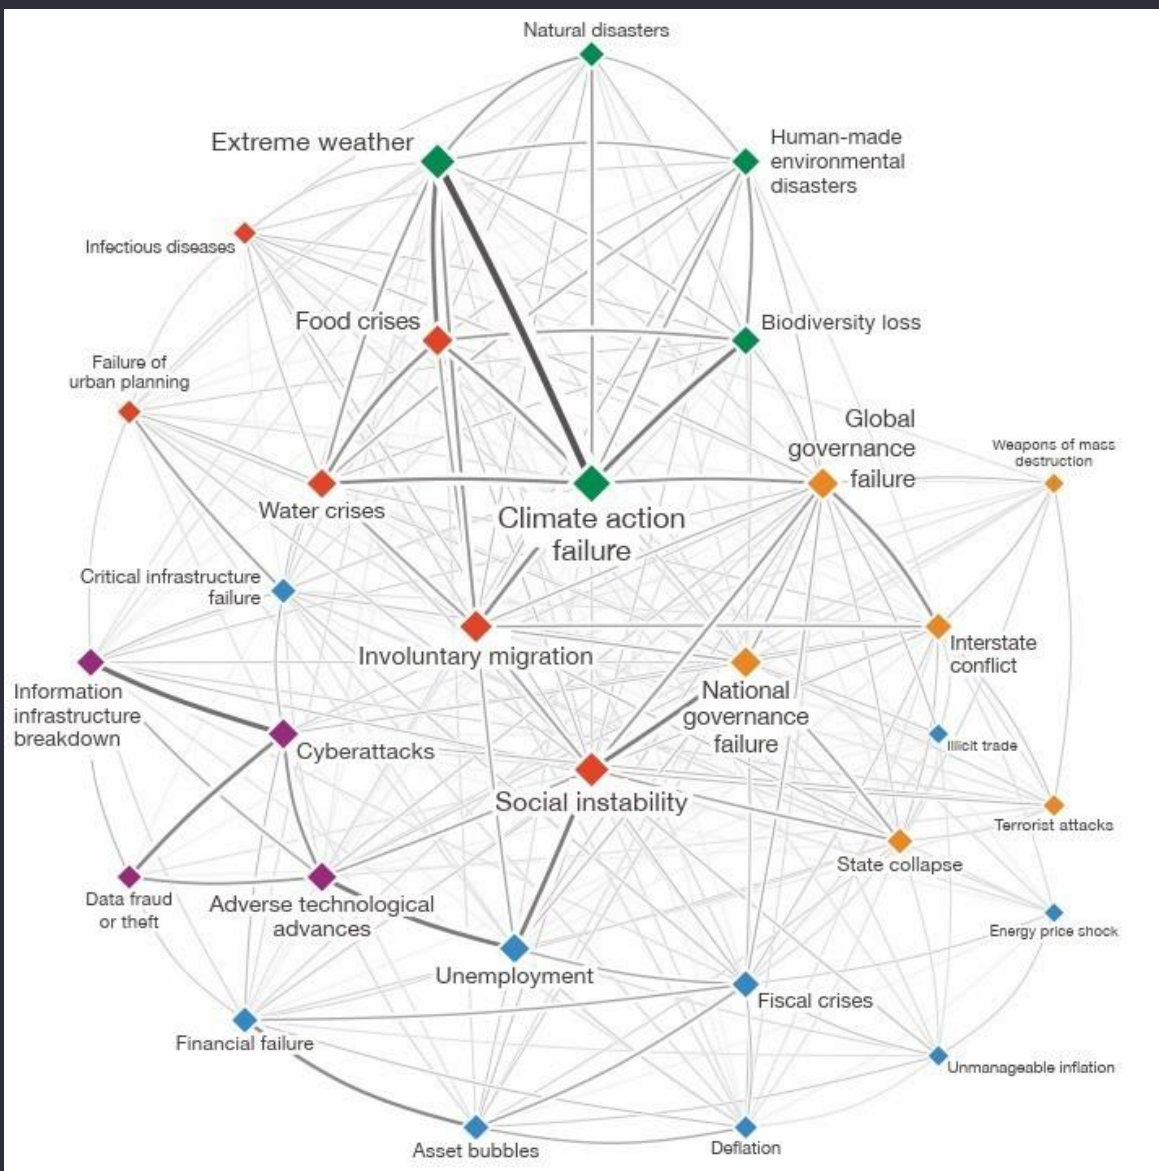 Natural disasters
Extreme weather
Human-made
environmental
disasters
Infectious diseases
Food crises
Biodiversity loss
Failure of
urban planning
Global
governance
failure
Weapons of mass
destruction
Water crises
Climate action
failure
Critical infrastructure
failure
Involuntary migration
Interstate
conflict
Information
infrastructure
breakdown
National
governance
failure
Cyberattacks
Illicit trade
Social instability
Terrorist attacks
State collapse
Data fraud
or theft
Adverse technological
advances
Energy price shock
Unemployment
Fiscal crises
Financial failure
Unmanageable inflation
Asset bubbles
Deflation